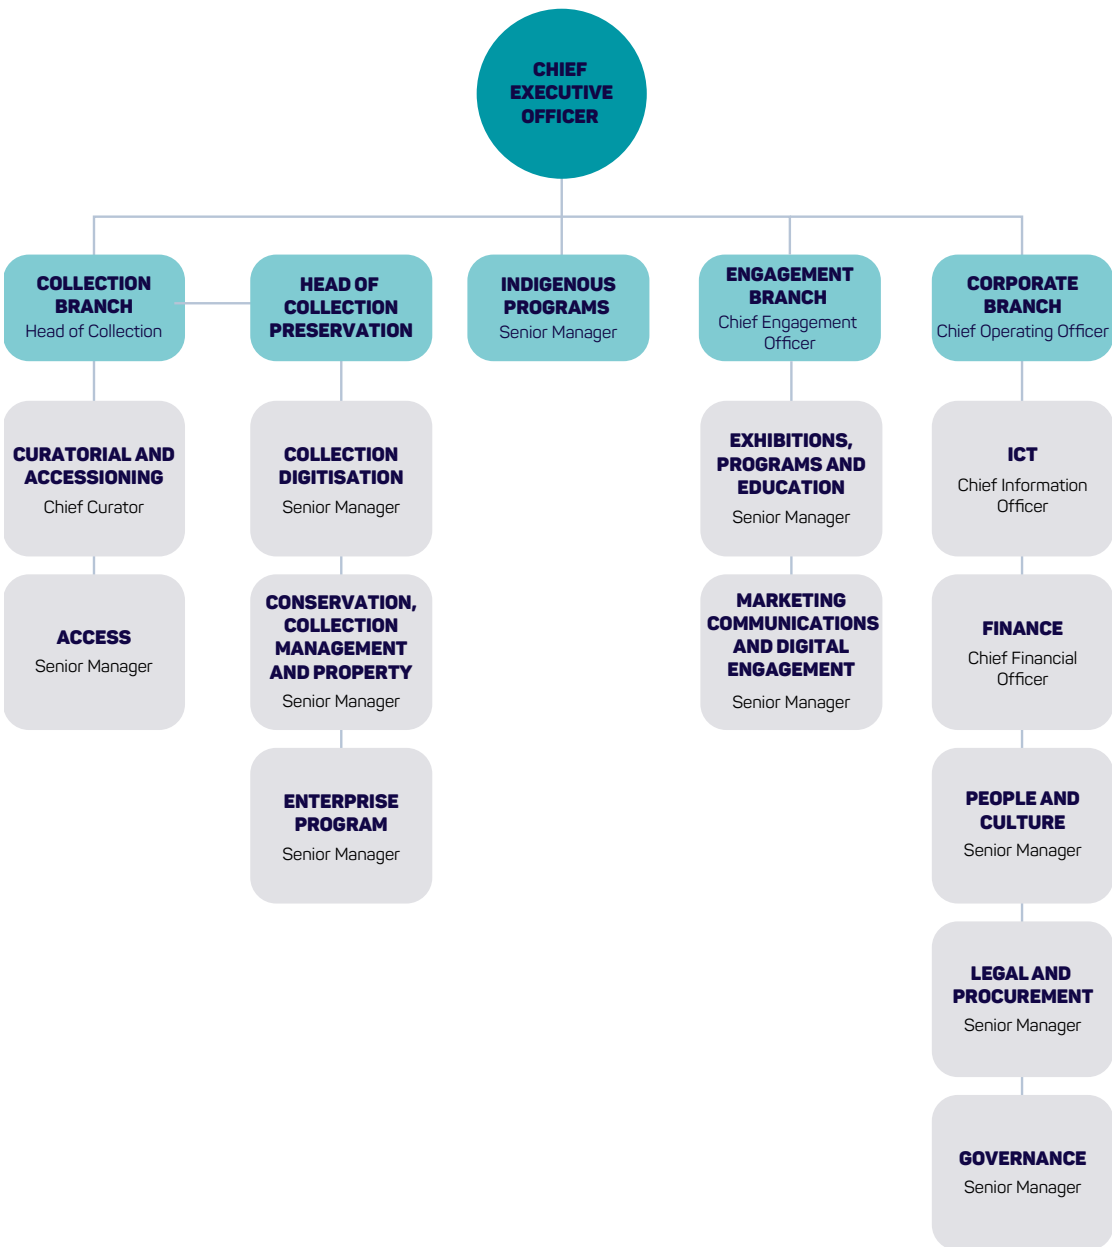 CHIEF
EXECUTIVE
OFFICER
COLLECTION
BRANCH
Head of Collection
HEAD OF
COLLECTION
PRESERVATION
INDIGENOUS
PROGRAMS
Senior Manager
ENGAGEMENT
BRANCH
Chief Engagement
Officer
CORPORATE
BRANCH
Chief Operating Officer
CURATORIAL AND
ACCESSIONING
Chief Curator
COLLECTION
DIGITISATION
Senior Manager
EXHIBITIONS,
PROGRAMS AND
EDUCATION
Senior Manager
ICT
Chief Information
Officer
ACCESS
Senior Manager
CONSERVATION,
COLLECTION
MANAGEMENT
AND PROPERTY
Senior Manager
MARKETING
COMMUNICATIONS
AND DIGITAL
ENGAGEMENT
Senior Manager
FINANCE
Chief Financial
Officer
ENTERPRISE
PROGRAM
Senior Manager
PEOPLE AND
CULTURE
Senior Manager
LEGAL AND
PROCUREMENT
Senior Manager
GOVERNANCE
Senior Manager